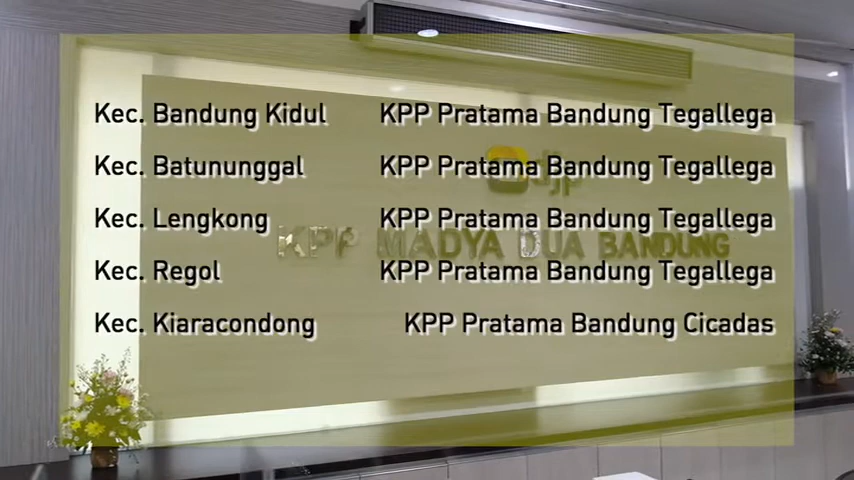 Kec. Bandung Kidul KPP Pratama Bandung Tegallega
Kec. Batununggal KPP Pratama Bandung Tegallega
djp
Kec. Lengkong KPP Pratama Bandung Tegallega
KPP MADYA DUA BANDUNG
Kec. Regol KPP Pratama Bandung Tegallega
Kec. Kiaracondong KPP Pratama Bandung Cicadas